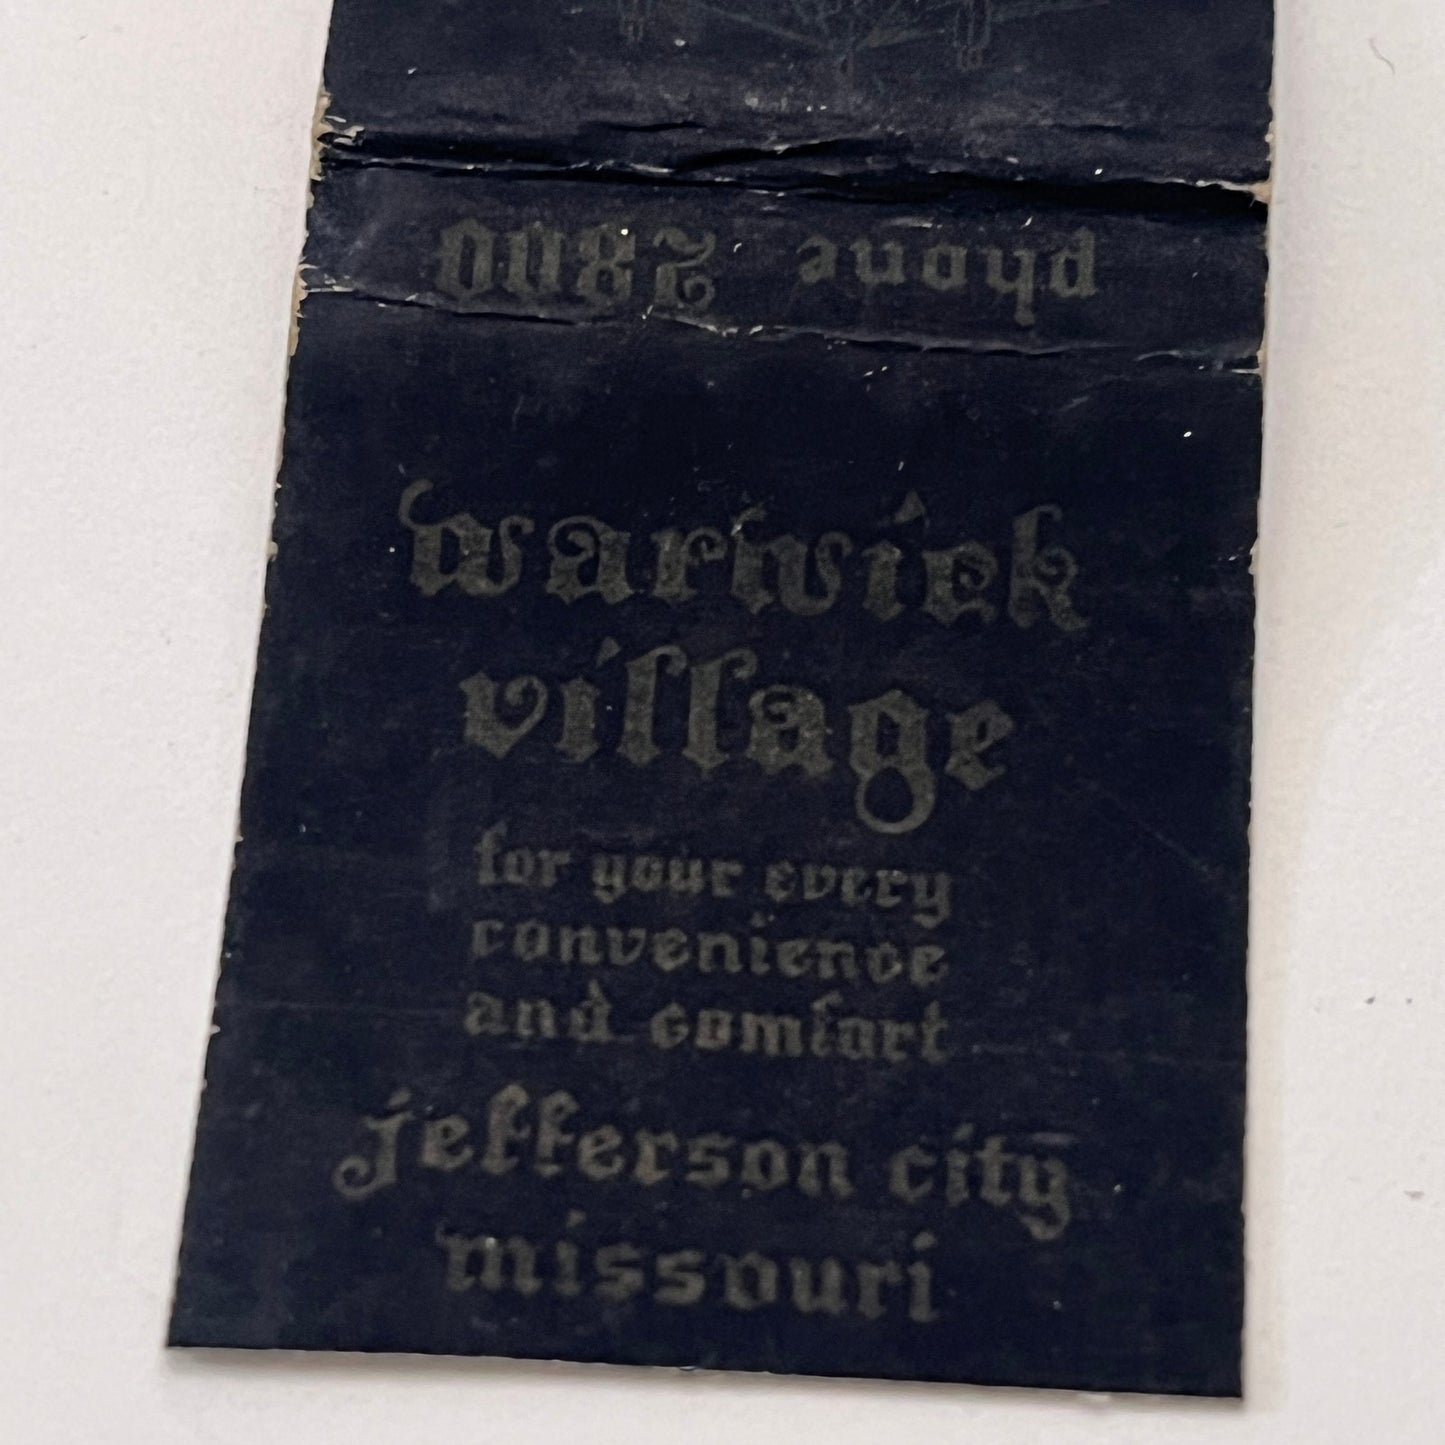 phone 2800
warwick
village
for your every
convenience
and comfort
jefferson city
missouri